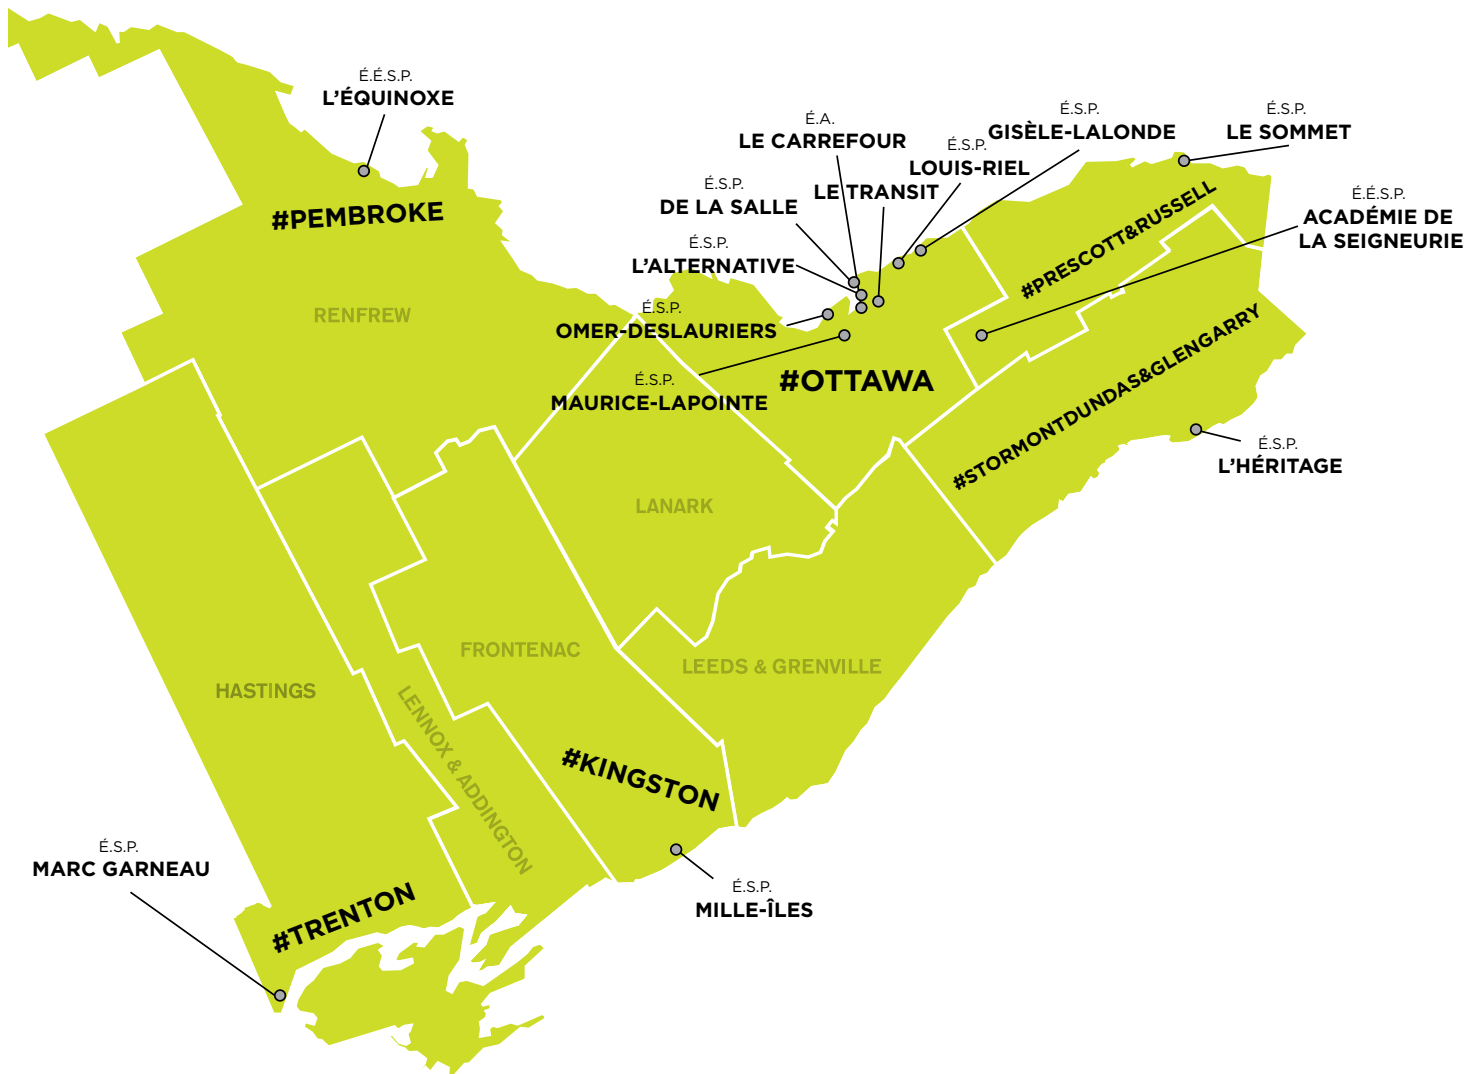 É.É.S.P.
L'ÉQUINOXE
#PEMBROKE
É.A.
LE CARREFOUR
É.S.P.
LOUIS-RIEL
É.S.P.
GISÈLE-LALONDE
É.S.P.
LE SOMMET
É.S.P.
DE LA SALLE
LE TRANSIT
É.É.S.P.
ACADÉMIE DE
LA SEIGNEURIE
É.S.P.
L'ALTERNATIVE
#PRESCOTT&RUSSELL
RENFREW
É.S.P.
OMER-DESLAURIERS
É.S.P.
MAURICE-LAPOINTE
#OTTAWA
#STORMONTDUNDAS&GLENGARRY
É.S.P.
L'HÉRITAGE
LANARK
FRONTENAC
LEEDS & GRENVILLE
HASTINGS
LENNOX & ADDINGTON
#KINGSTON
É.S.P.
MARC GARNEAU
#TRENTON
É.S.P.
MILLE-ÎLES